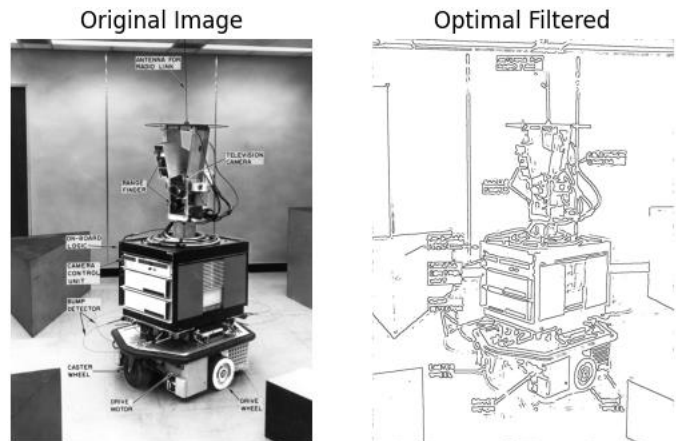 Original Image
Optimal Filtered
ANTENNA FOR
RADIO LINK
TELEVISION
CAMERA
RANGE
FINDER
ON-BOARD
LOGIC
CAMERA
CONTROL
UNIT
BUMP
DETECTOR
CASTER
WHEEL
DRIVE
MOTOR
DRIVE
WHEEL